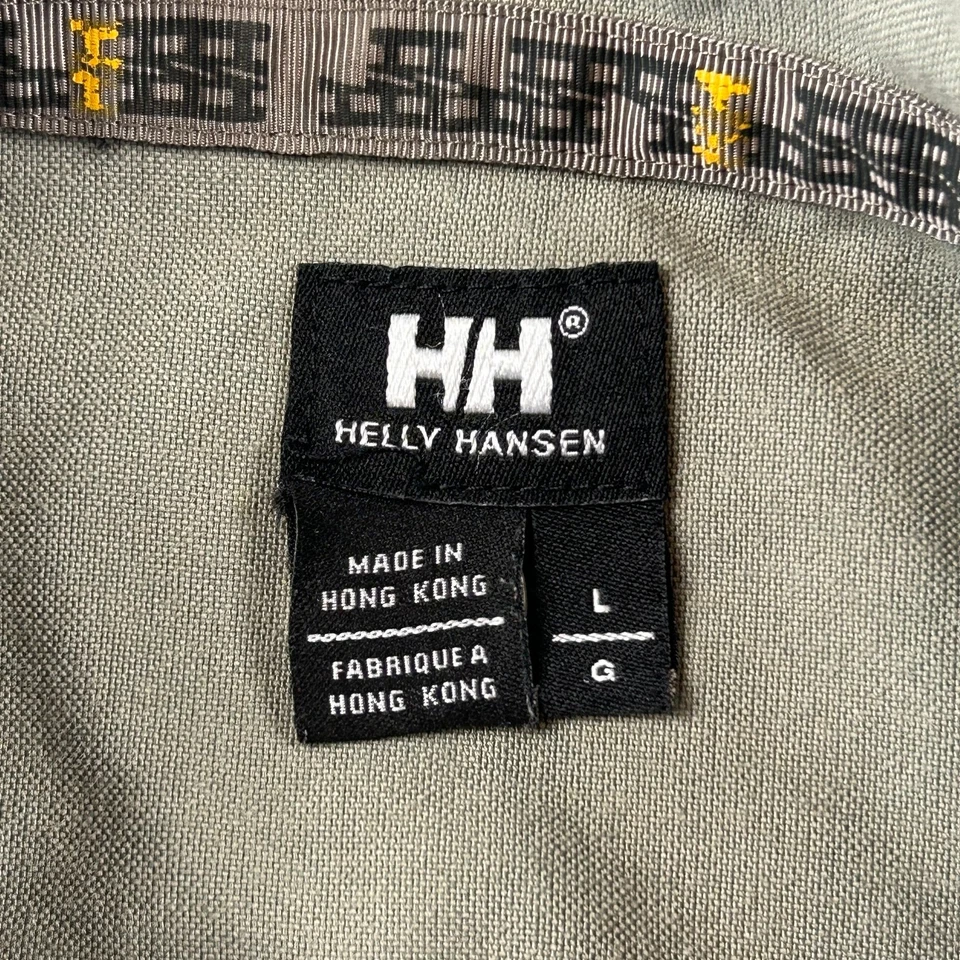 HH®
HELLY HANSEN
MADE IN
HONG KONG
FABRIQUE A
HONG KONG
L
G